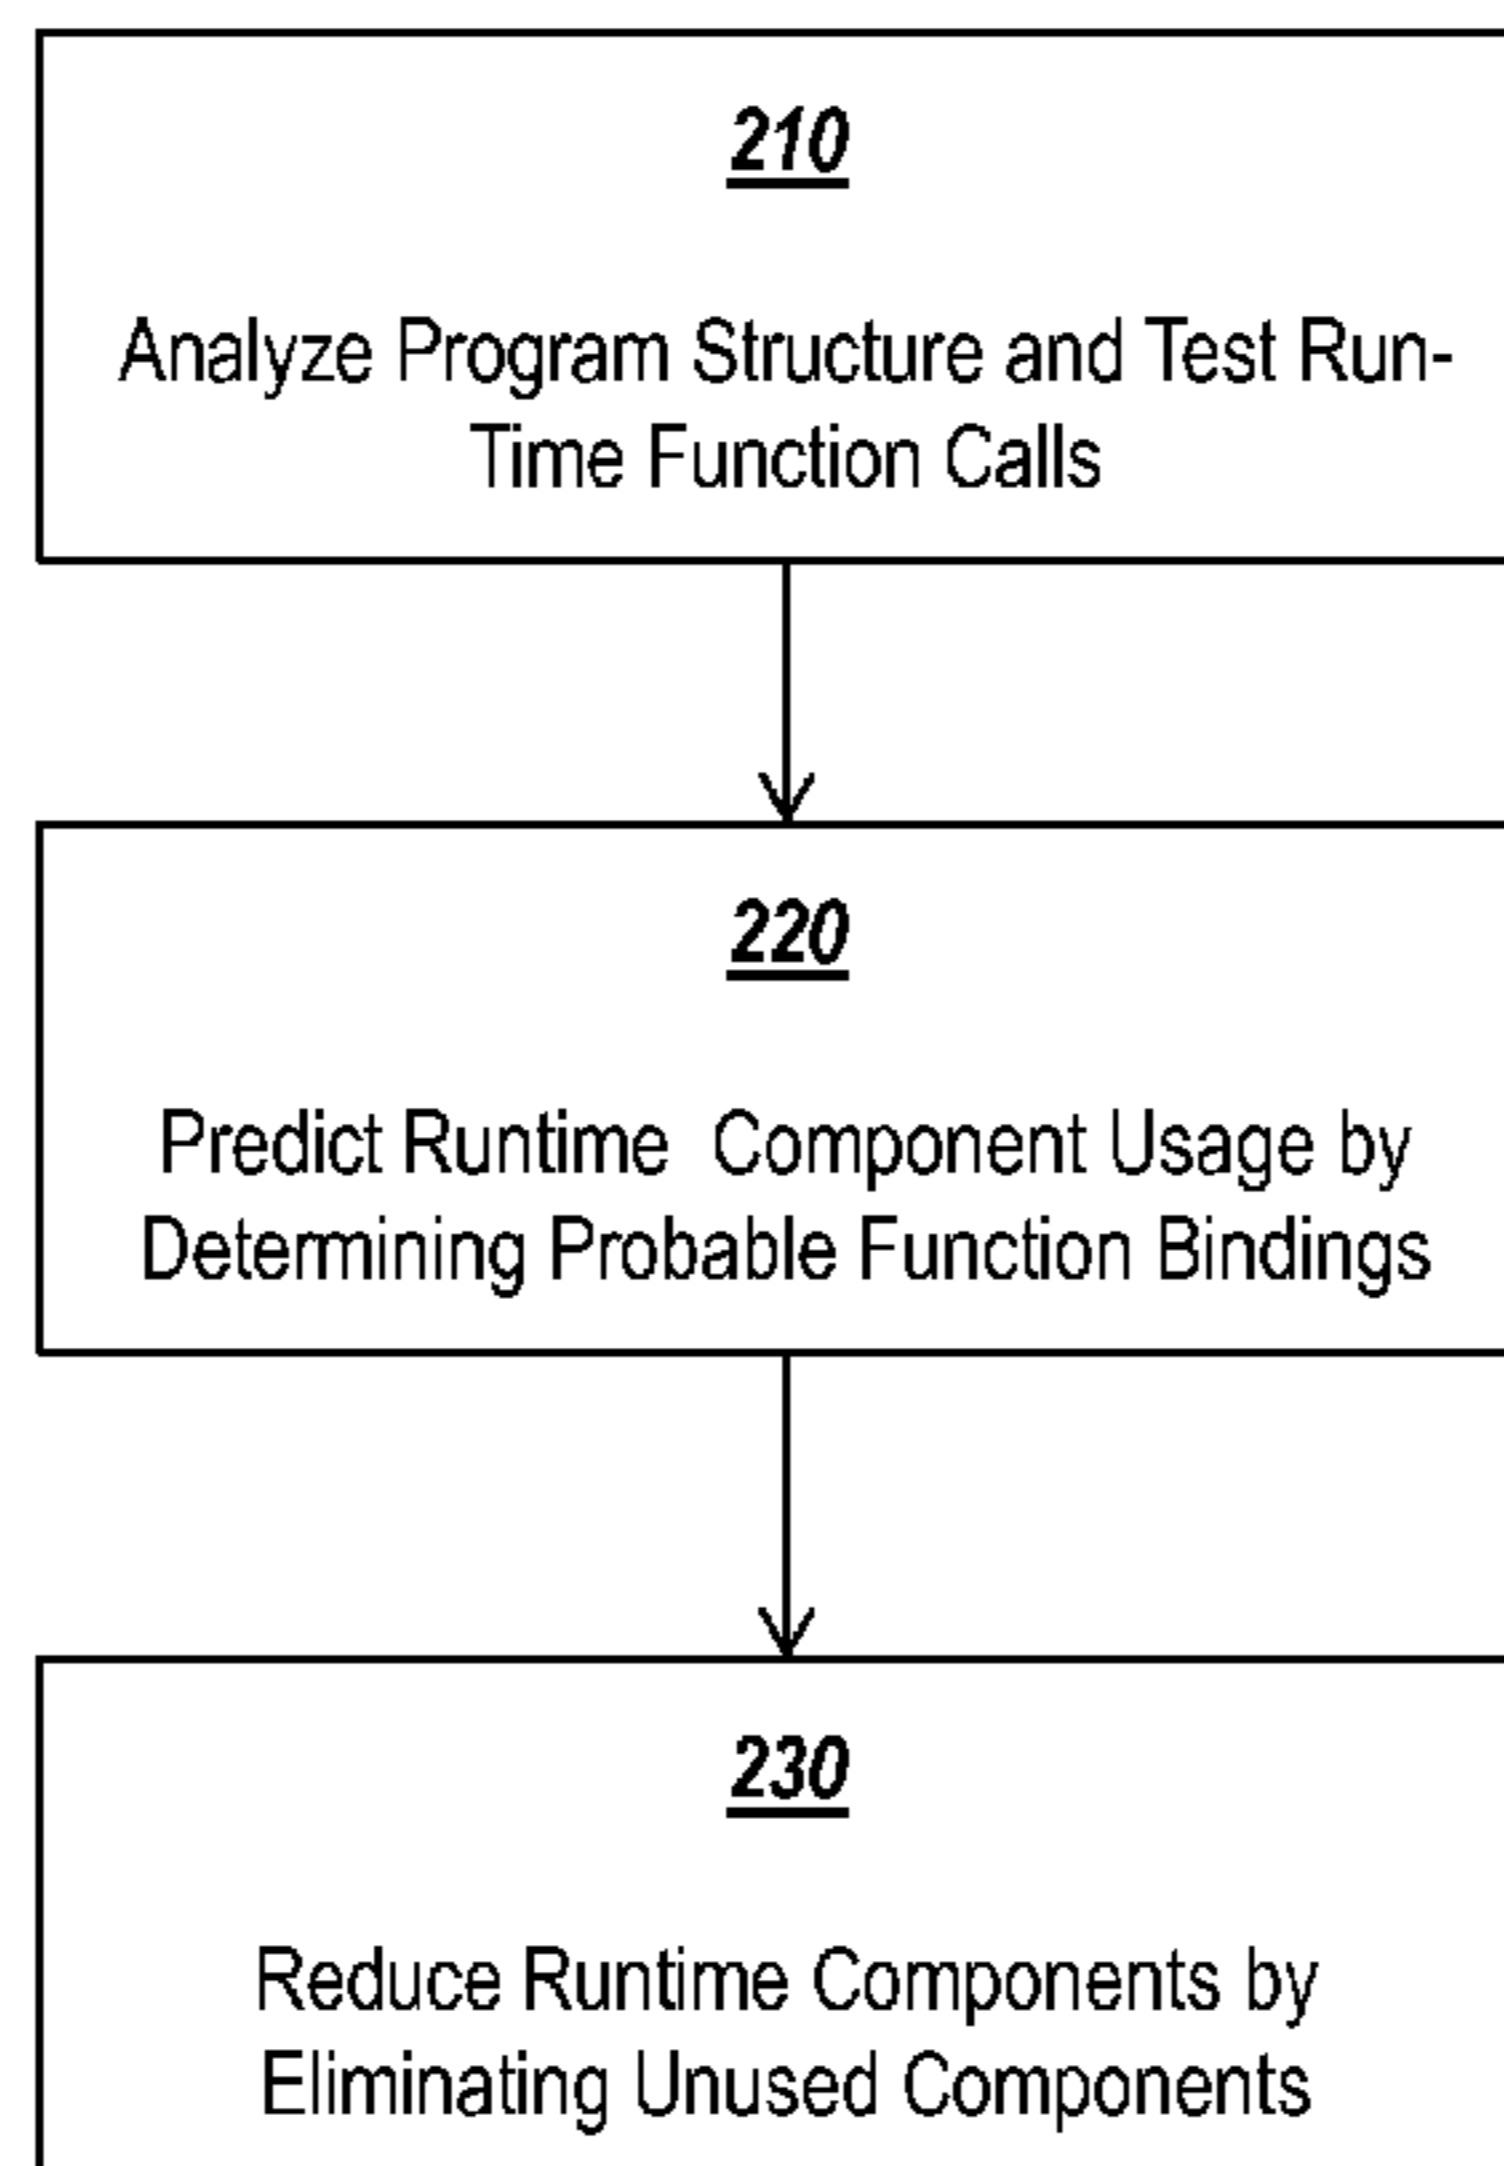 210
Analyze Program Structure and Test Run-
Time Function Calls
220
Predict Runtime Component Usage by
Determining Probable Function Bindings
230
Reduce Runtime Components by
Eliminating Unused Components